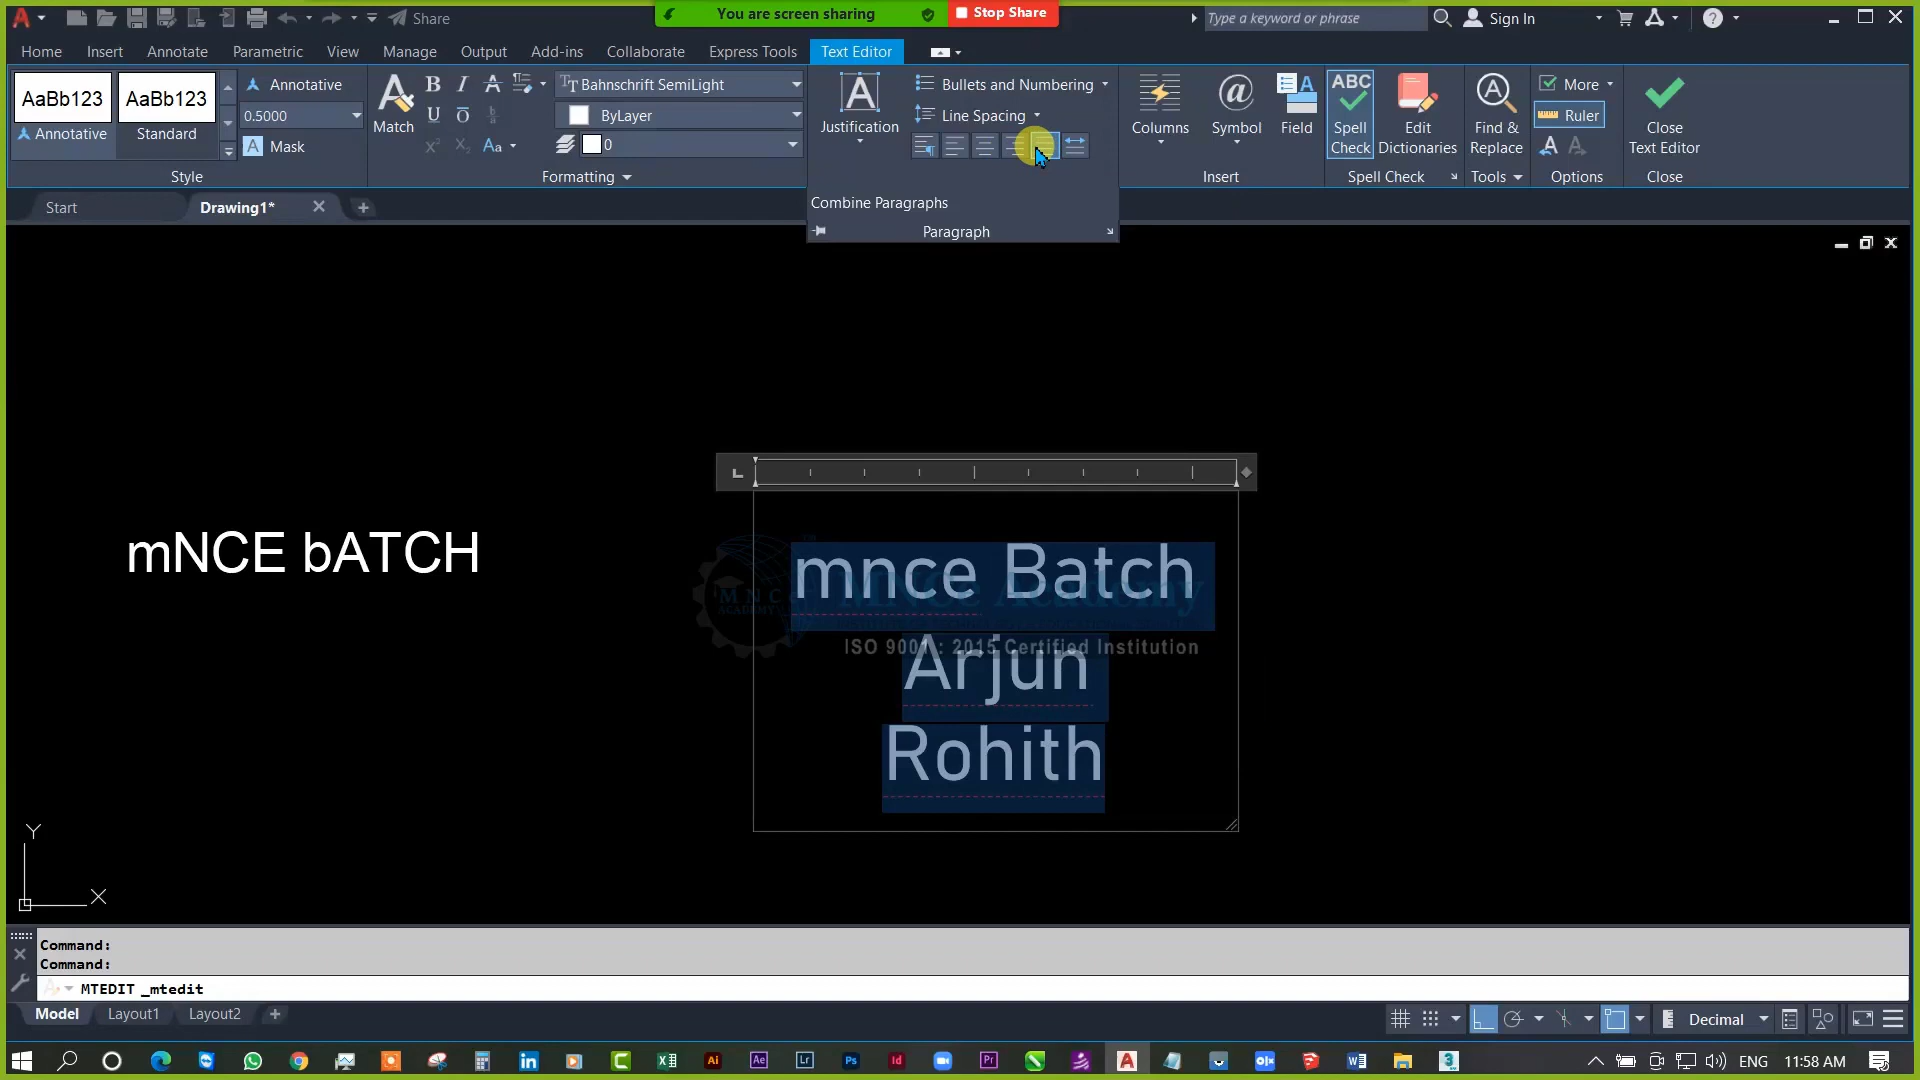 Share
You are screen sharing
Stop Share
Type a keyword or phrase
Sign In
Home
Insert
Annotate
Parametric
View
Manage
Output
Add-ins
Collaborate
Express Tools
Text Editor
AaBb123
AaBb123
Annotative
Standard
Annotative
0.5000
Mask
Style
Match
Bahnschrift SemiLight
ByLayer
0
Formatting
Justification
Bullets and Numbering
Line Spacing
Combine Paragraphs
Paragraph
Columns
Symbol
Field
Insert
ABC
Spell
Check
Edit
Dictionaries
Spell Check
Find &
Replace
Tools
More
Ruler
Options
Close
Text Editor
Close
Start
Drawing1*
mNCE bATCH
mnce Batch
Arjun
Rohith
MNCe Academy
ISO 9001 : 2015 Certified Institution
Y
X
Command:
Command:
MTEDIT _mtedit
Model
Layout1
Layout2
Decimal
ENG
11:58 AM